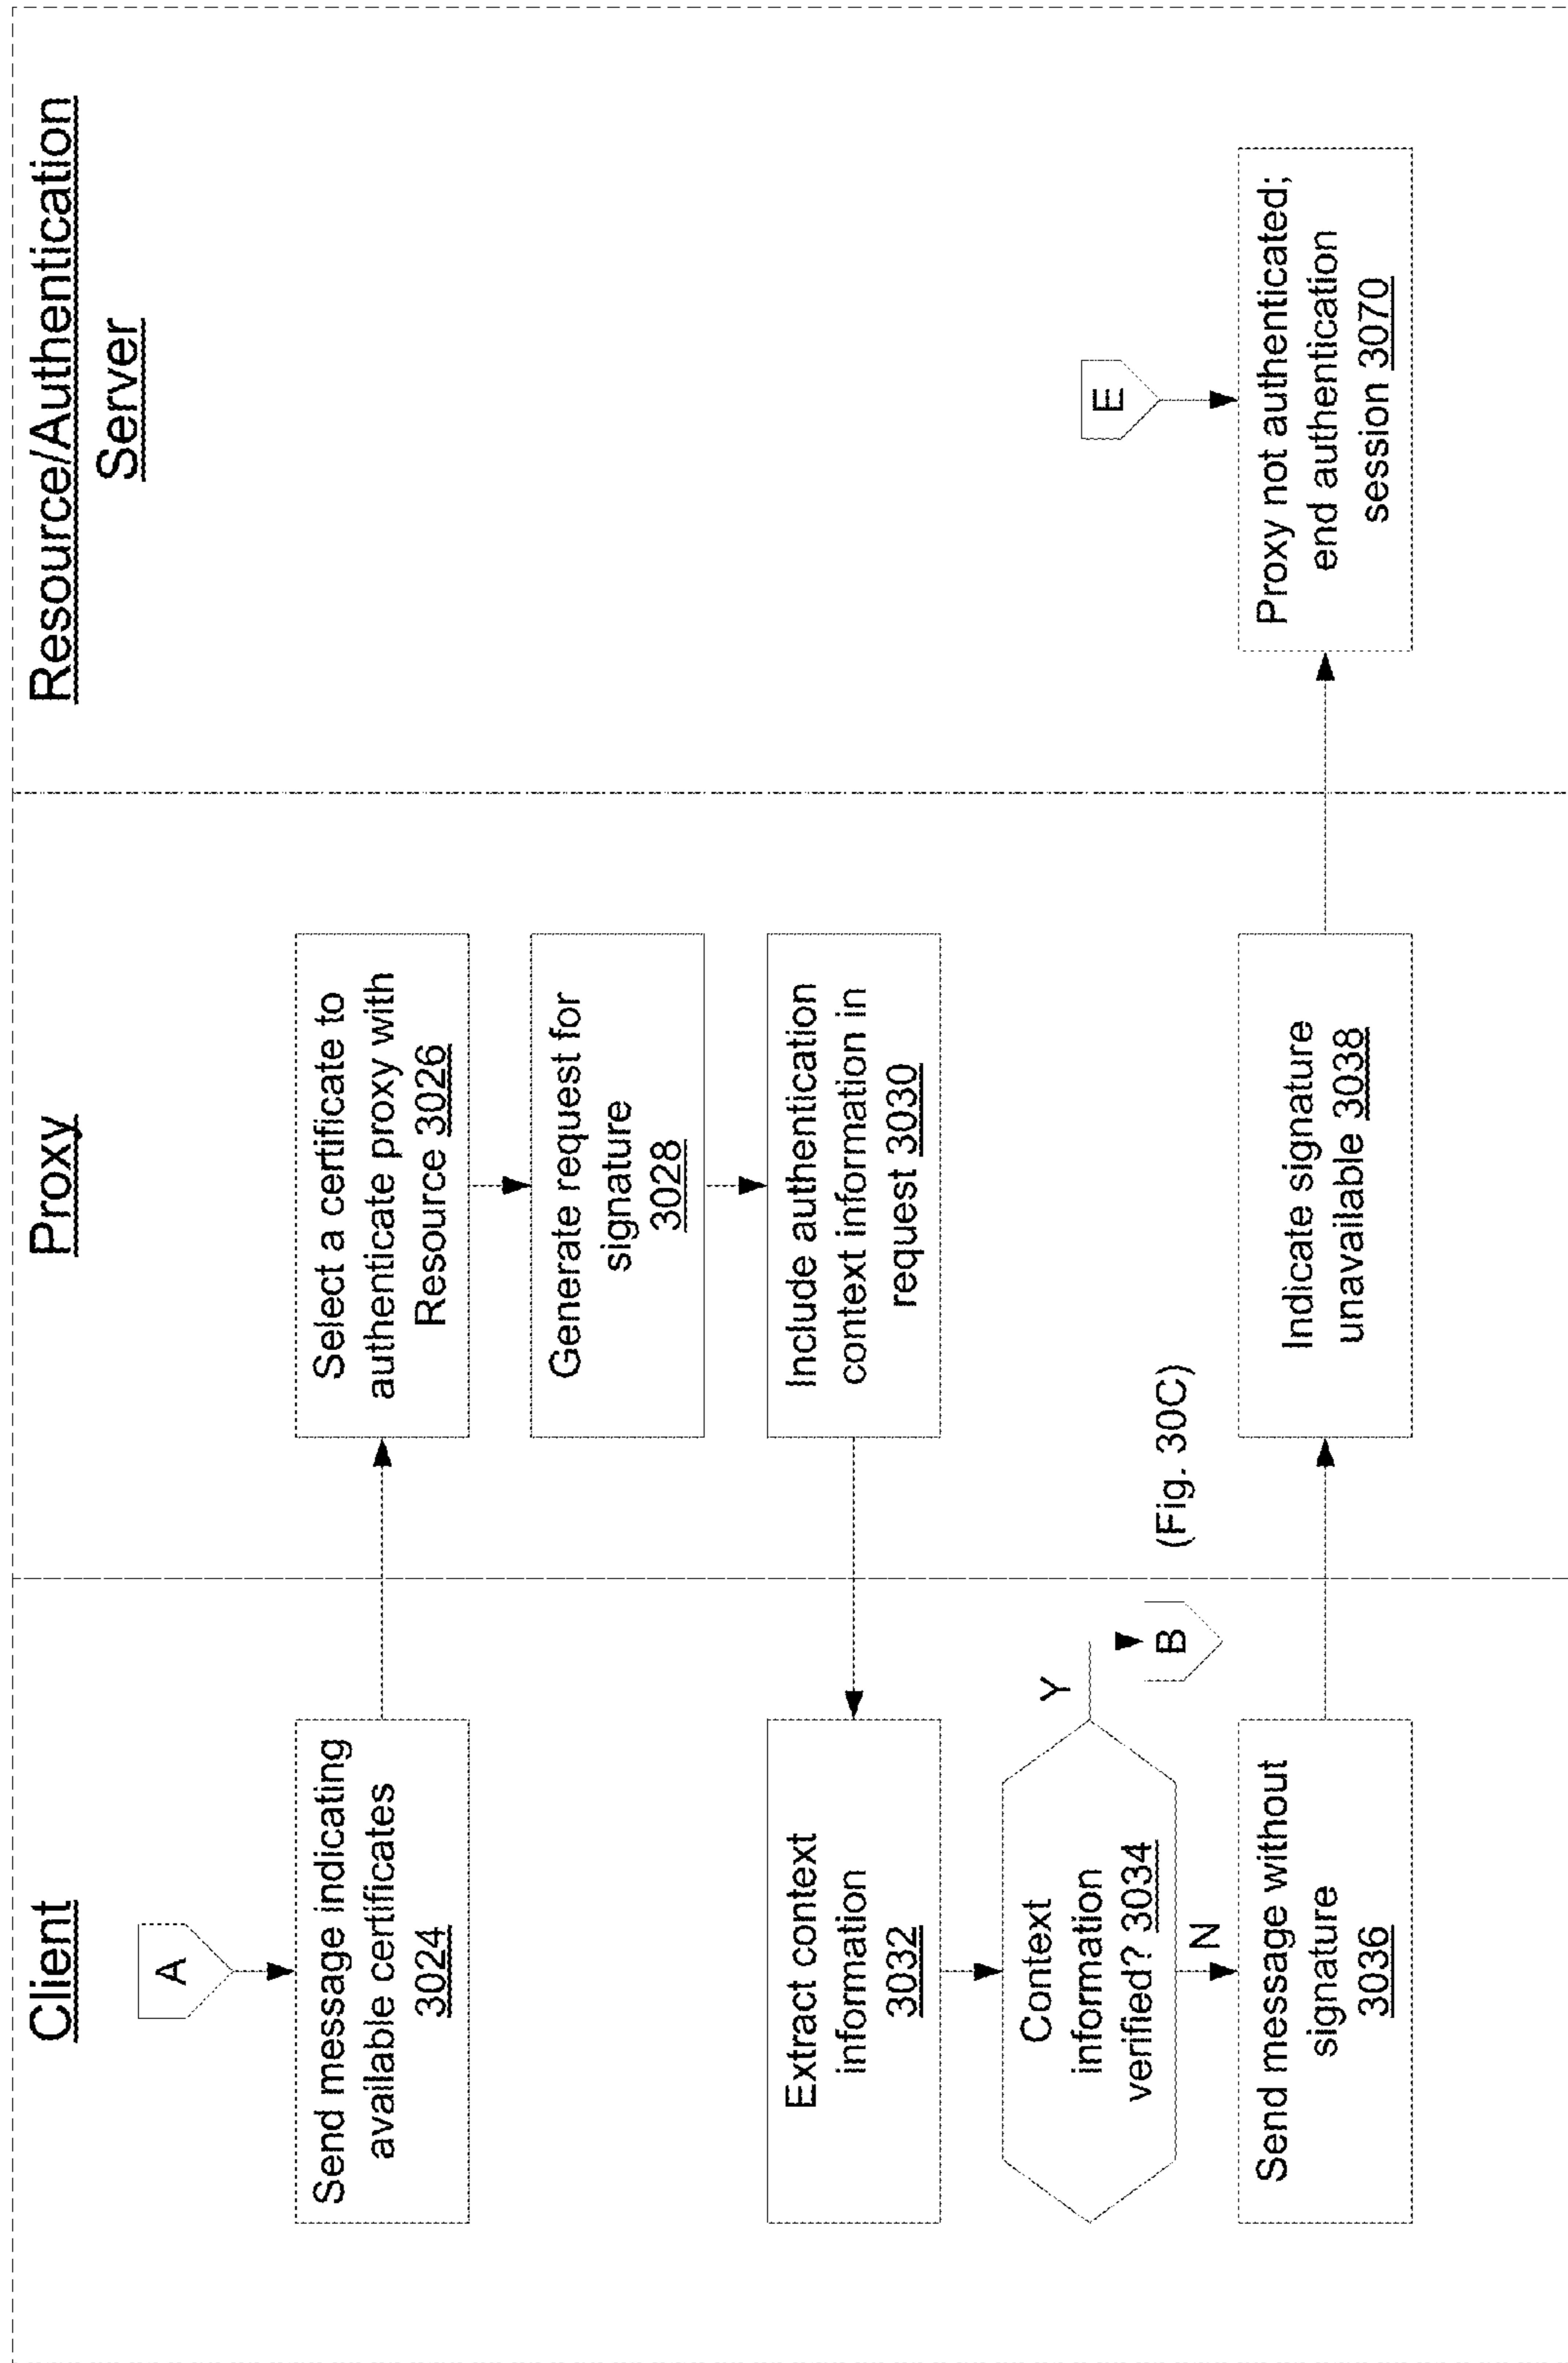 Client
Proxy
Resource/Authentication
Server
A
Send message indicating
available certificates
3024
Select a certificate to
authenticate proxy with
Resource 3026
Generate request for
signature
3028
Include authentication
context information in
request 3030
Extract context
information
3032
Context
information
verified? 3034
Y
B
(Fig. 30C)
N
Send message without
signature
3036
Indicate signature
unavailable 3038
E
Proxy not authenticated;
end authentication
session 3070